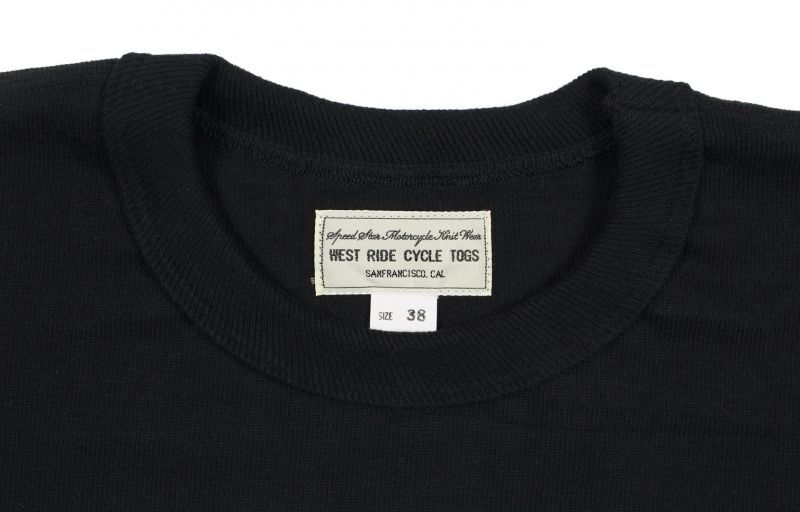 Speed Star Motorcycle Knit Wear
WEST RIDE CYCLE TOGS
SANFRANCISCO. CAL
SIZE 38